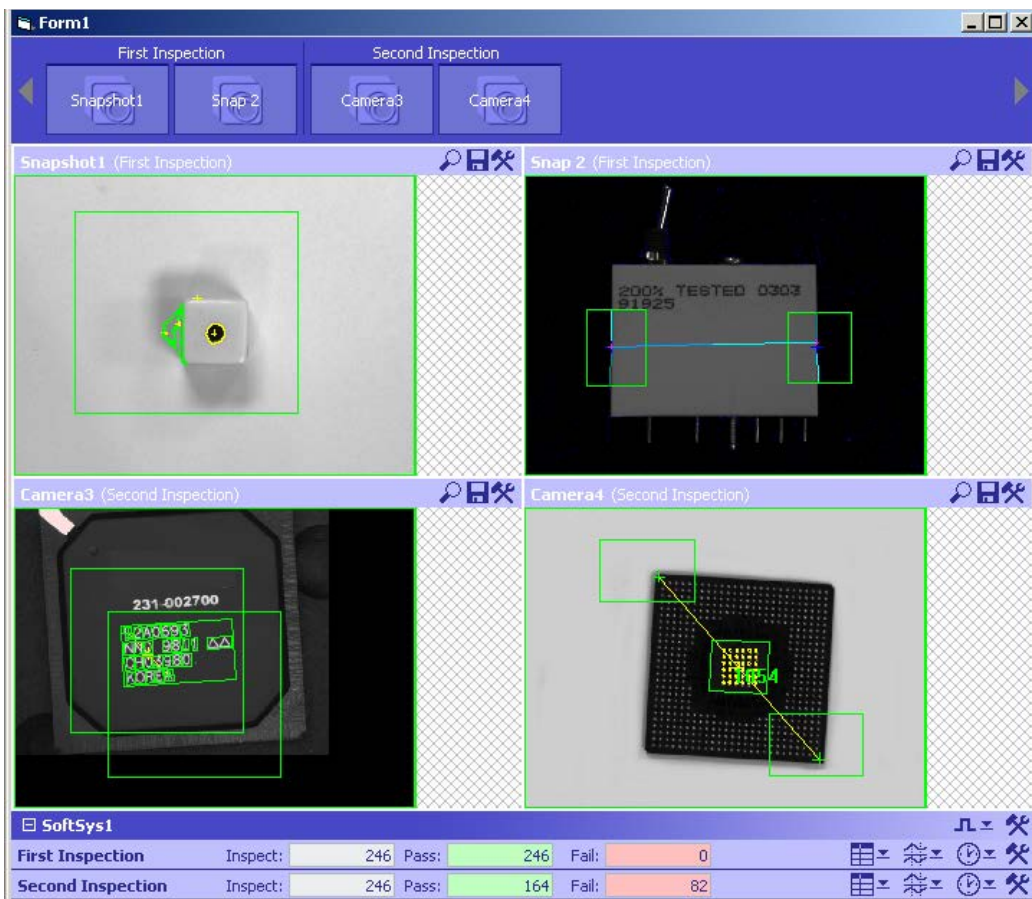 Form1
First Inspection
Second Inspection
Snapshot1
Snap 2
Camera3
Camera4
Snapshot1 (First Inspection)
Snap 2 (First Inspection)
200% TESTED 0303
91925
Camera3 (Second Inspection)
Camera4 (Second Inspection)
231-002700
KOREA
SoftSys1
First Inspection Inspect: 246 Pass: 246 Fail: 0
Second Inspection Inspect: 246 Pass: 164 Fail: 82